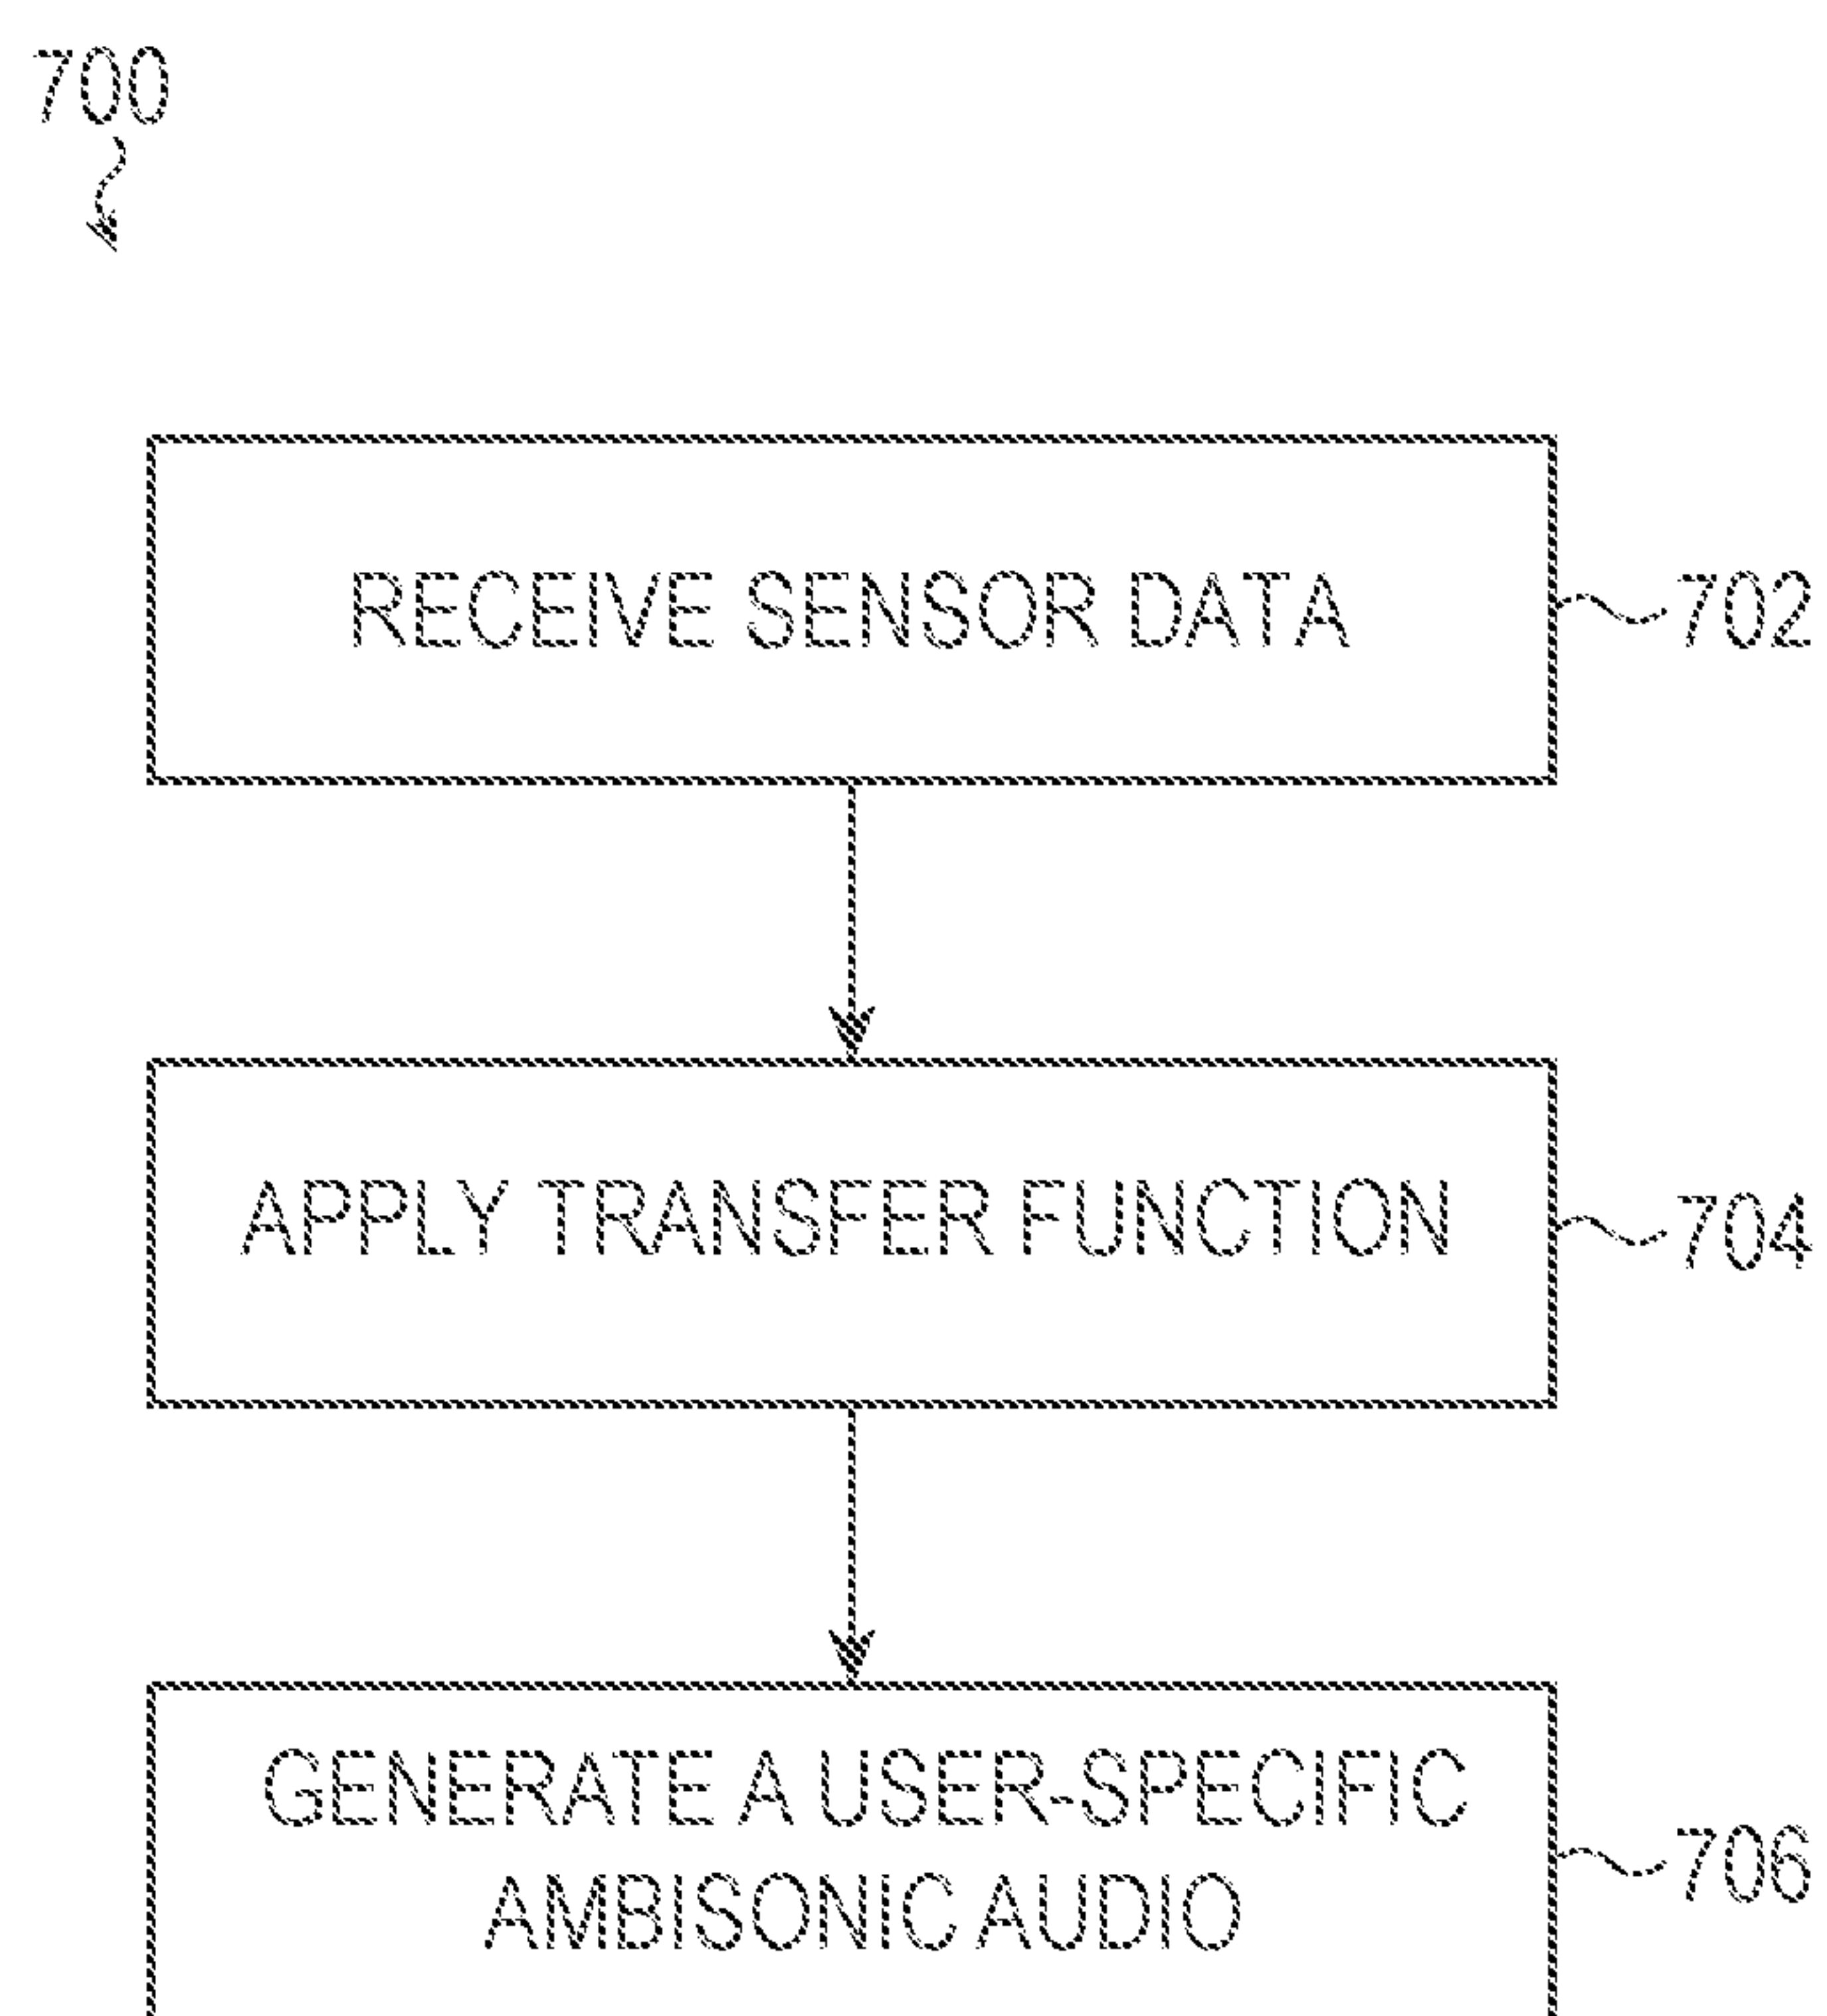 700
RECEIVE SENSOR DATA
702
APPLY TRANSFER FUNCTION
704
GENERATE A USER-SPECIFIC
AMBISONIC AUDIO
706